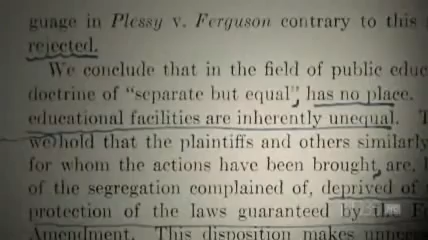 guage in Plessy v. Ferguson contrary to this
rejected.
We conclude that in the field of public educ
doctrine of "separate but equal", has no place.
educational facilities are inherently unequal. T
we hold that the plaintiffs and others similarly
for whom the actions have been brought are,
of the segregation complained of, deprived of
protection of the laws guaranteed by the F
Amendment. This disposition makes unnec